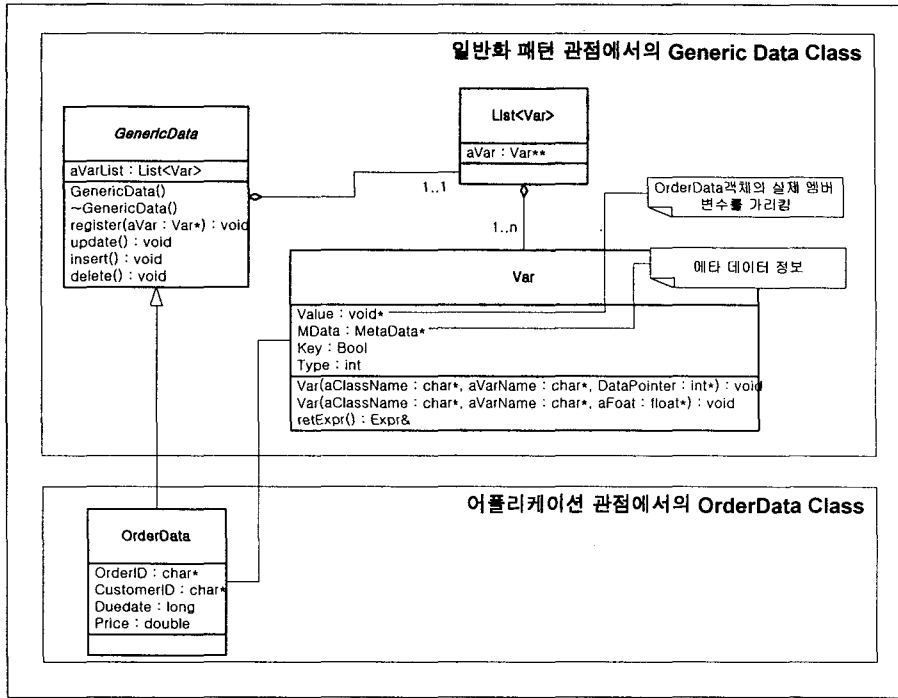 일반화 패턴 관점에서의 Generic Data Class
GenericData
aVarList : List<Var>
GenericData()
~GenericData()
register(aVar : Var*) : void
update() : void
insert() : void
delete() : void
List<Var>
aVar : Var**
1..1
1..n
OrderData객체의 실제 멤버
변수를 가리킴
메타 데이터 정보
Var
Value : void*
MData : MetaData*
Key : Bool
Type : int
Var(aClassName : char*, aVarName : char*, DataPointer : int*) : void
Var(aClassName : char*, aVarName : char*, aFoat : float*) : void
retExpr() : Expr&
어플리케이션 관점에서의 OrderData Class
OrderData
OrderID : char*
CustomerID : char*
Duedate : long
Price : double